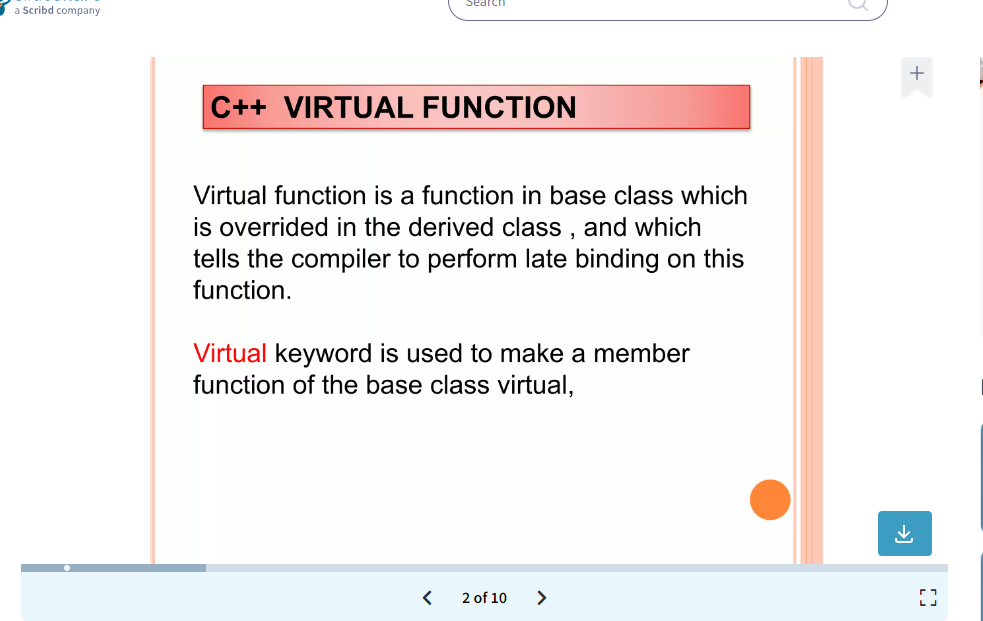 a Scribd company
Search
C++ VIRTUAL FUNCTION
Virtual function is a function in base class which
is overrided in the derived class , and which
tells the compiler to perform late binding on this
function.
Virtual keyword is used to make a member
function of the base class virtual,
2 of 10